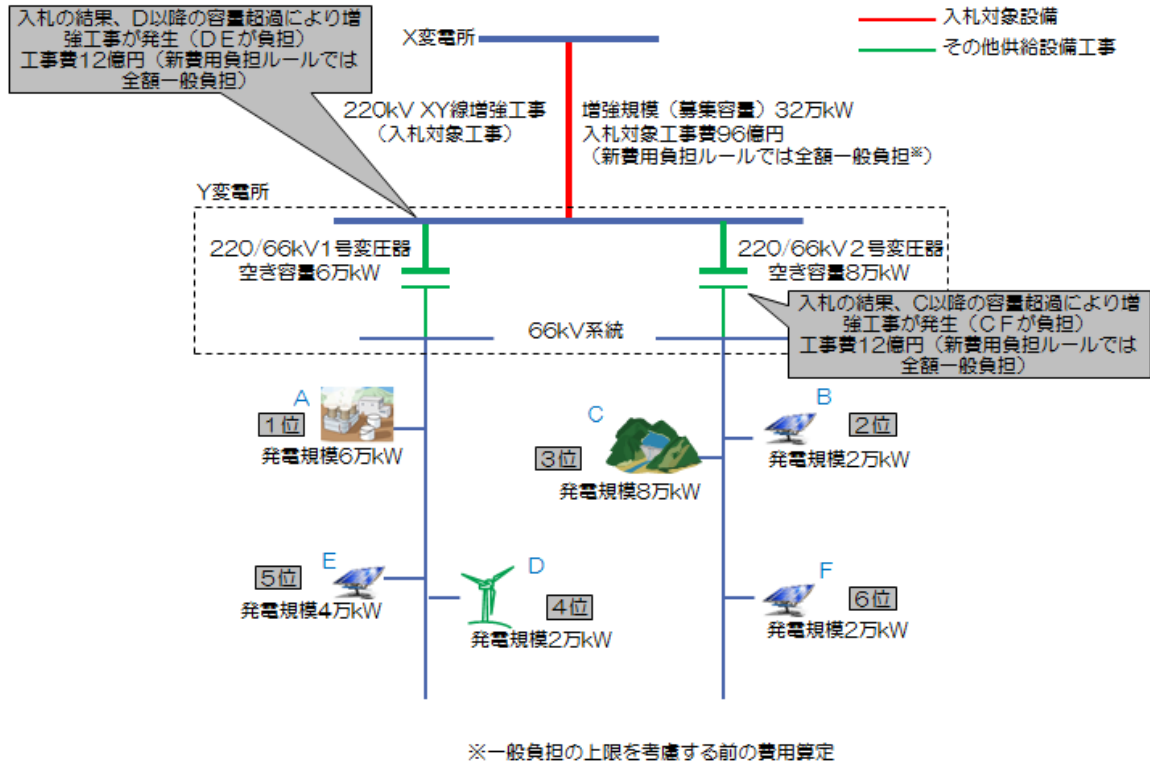 入札の結果、D以降の容量超過により増
強工事が発生（DEが負担）
工事費12億円（新費用負担ルールでは
全額一般負担）
X変電所
入札対象設備
その他供給設備工事
220kV XY線増強工事
（入札対象工事）
増強規模（募集容量）32万kW
入札対象工事費96億円
（新費用負担ルールでは全額一般負担※）
Y変電所
220/66kV1号変圧器
空き容量6万kW
220/66kV2号変圧器
空き容量8万kW
入札の結果、C以降の容量超過により増
強工事が発生（CFが負担）
工事費12億円（新費用負担ルールでは
全額一般負担）
66kV系統
A
1位
発電規模6万kW
B
2位
発電規模2万kW
C
3位
発電規模8万kW
E
5位
発電規模4万kW
D
4位
発電規模2万kW
F
6位
発電規模2万kW
※一般負担の上限を考慮する前の費用算定